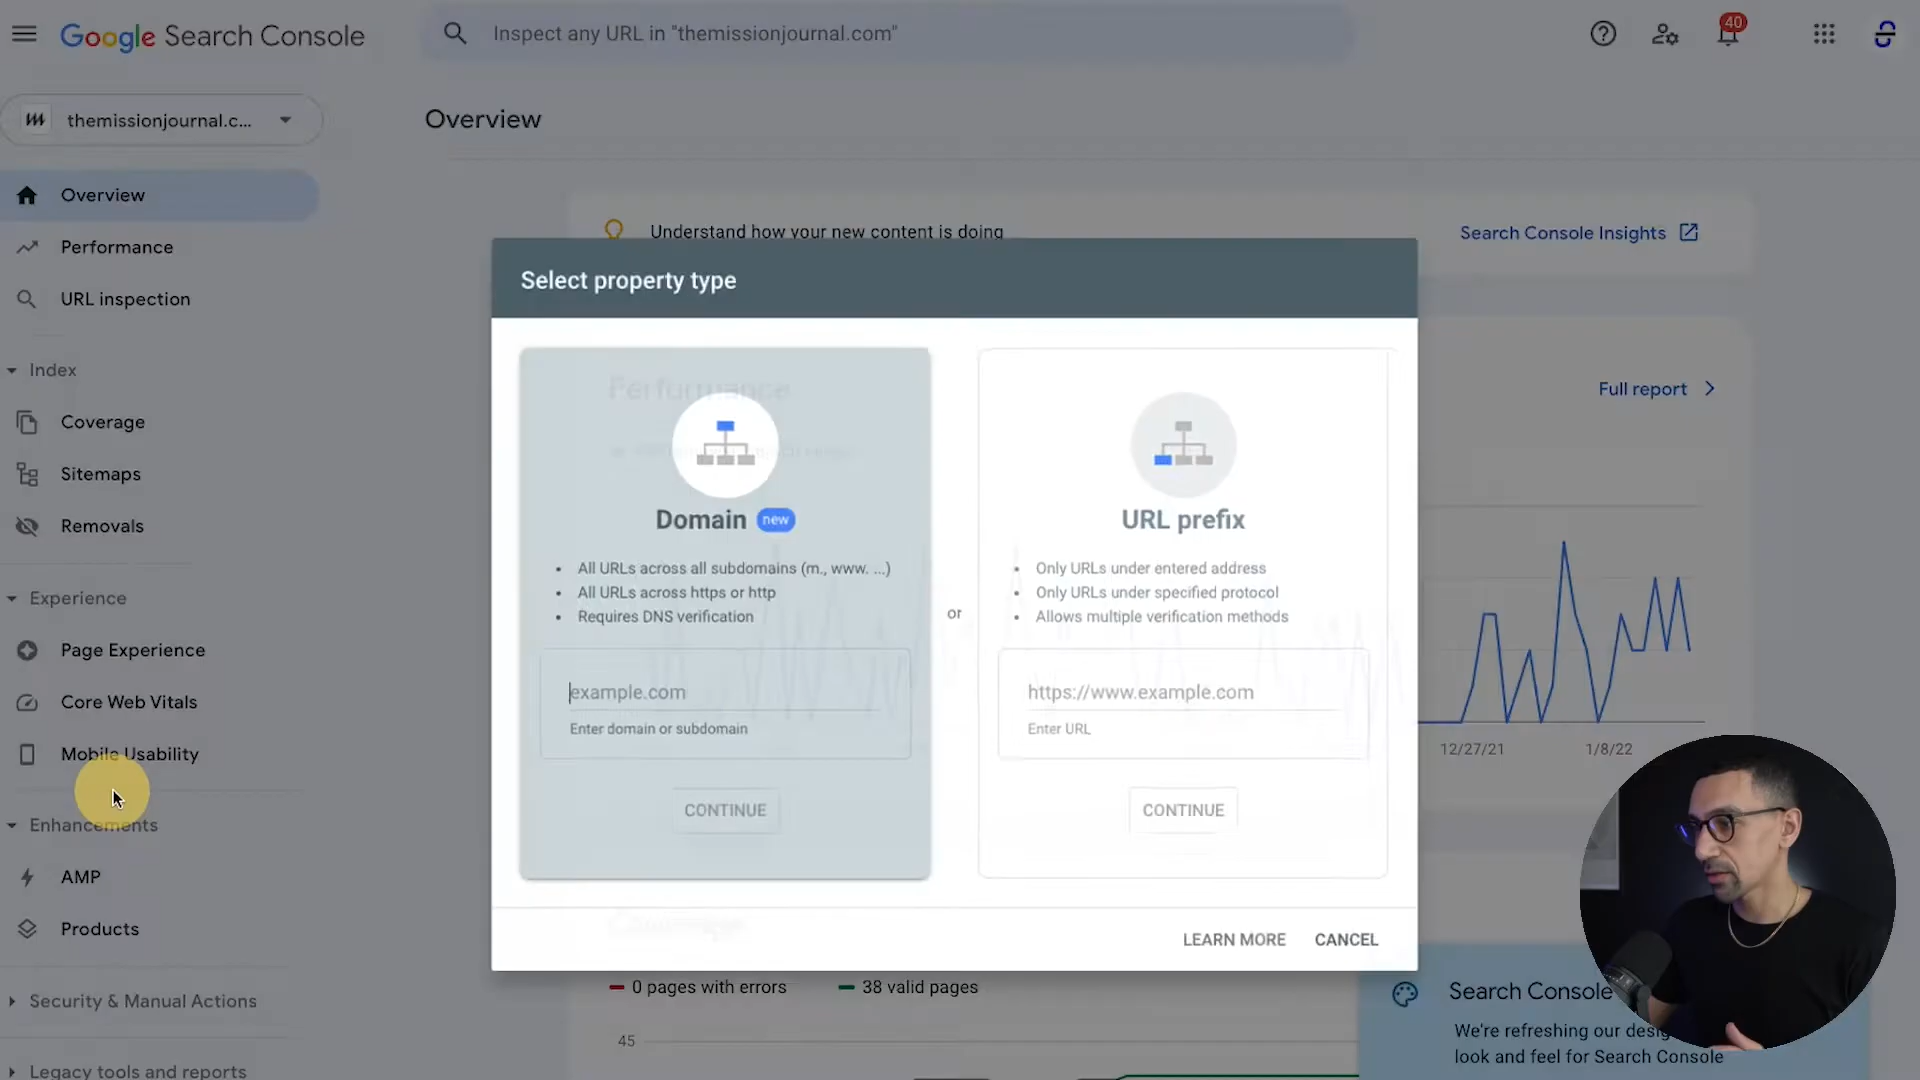 Google Search Console
Inspect any URL in "themissionjournal.com"
40
themissionjournal.c...
Overview
Overview
Performance
URL inspection
Index
Coverage
Sitemaps
Removals
Experience
Page Experience
Core Web Vitals
Mobile Usability
Enhancements
AMP
Products
Security & Manual Actions
Legacy tools and reports
Understand how your new content is doing
Search Console Insights
Select property type
Performance
Domain new
All URLs across all subdomains (m., www. ...)
All URLs across https or http
Requires DNS verification
example.com
Enter domain or subdomain
CONTINUE
or
URL prefix
Only URLs under entered address
Only URLs under specified protocol
Allows multiple verification methods
https://www.example.com
Enter URL
CONTINUE
LEARN MORE CANCEL
Full report
12/27/21 1/8/22
Coverage
0 pages with errors 38 valid pages
45
Search Console
We're refreshing our desig
look and feel for Search Console